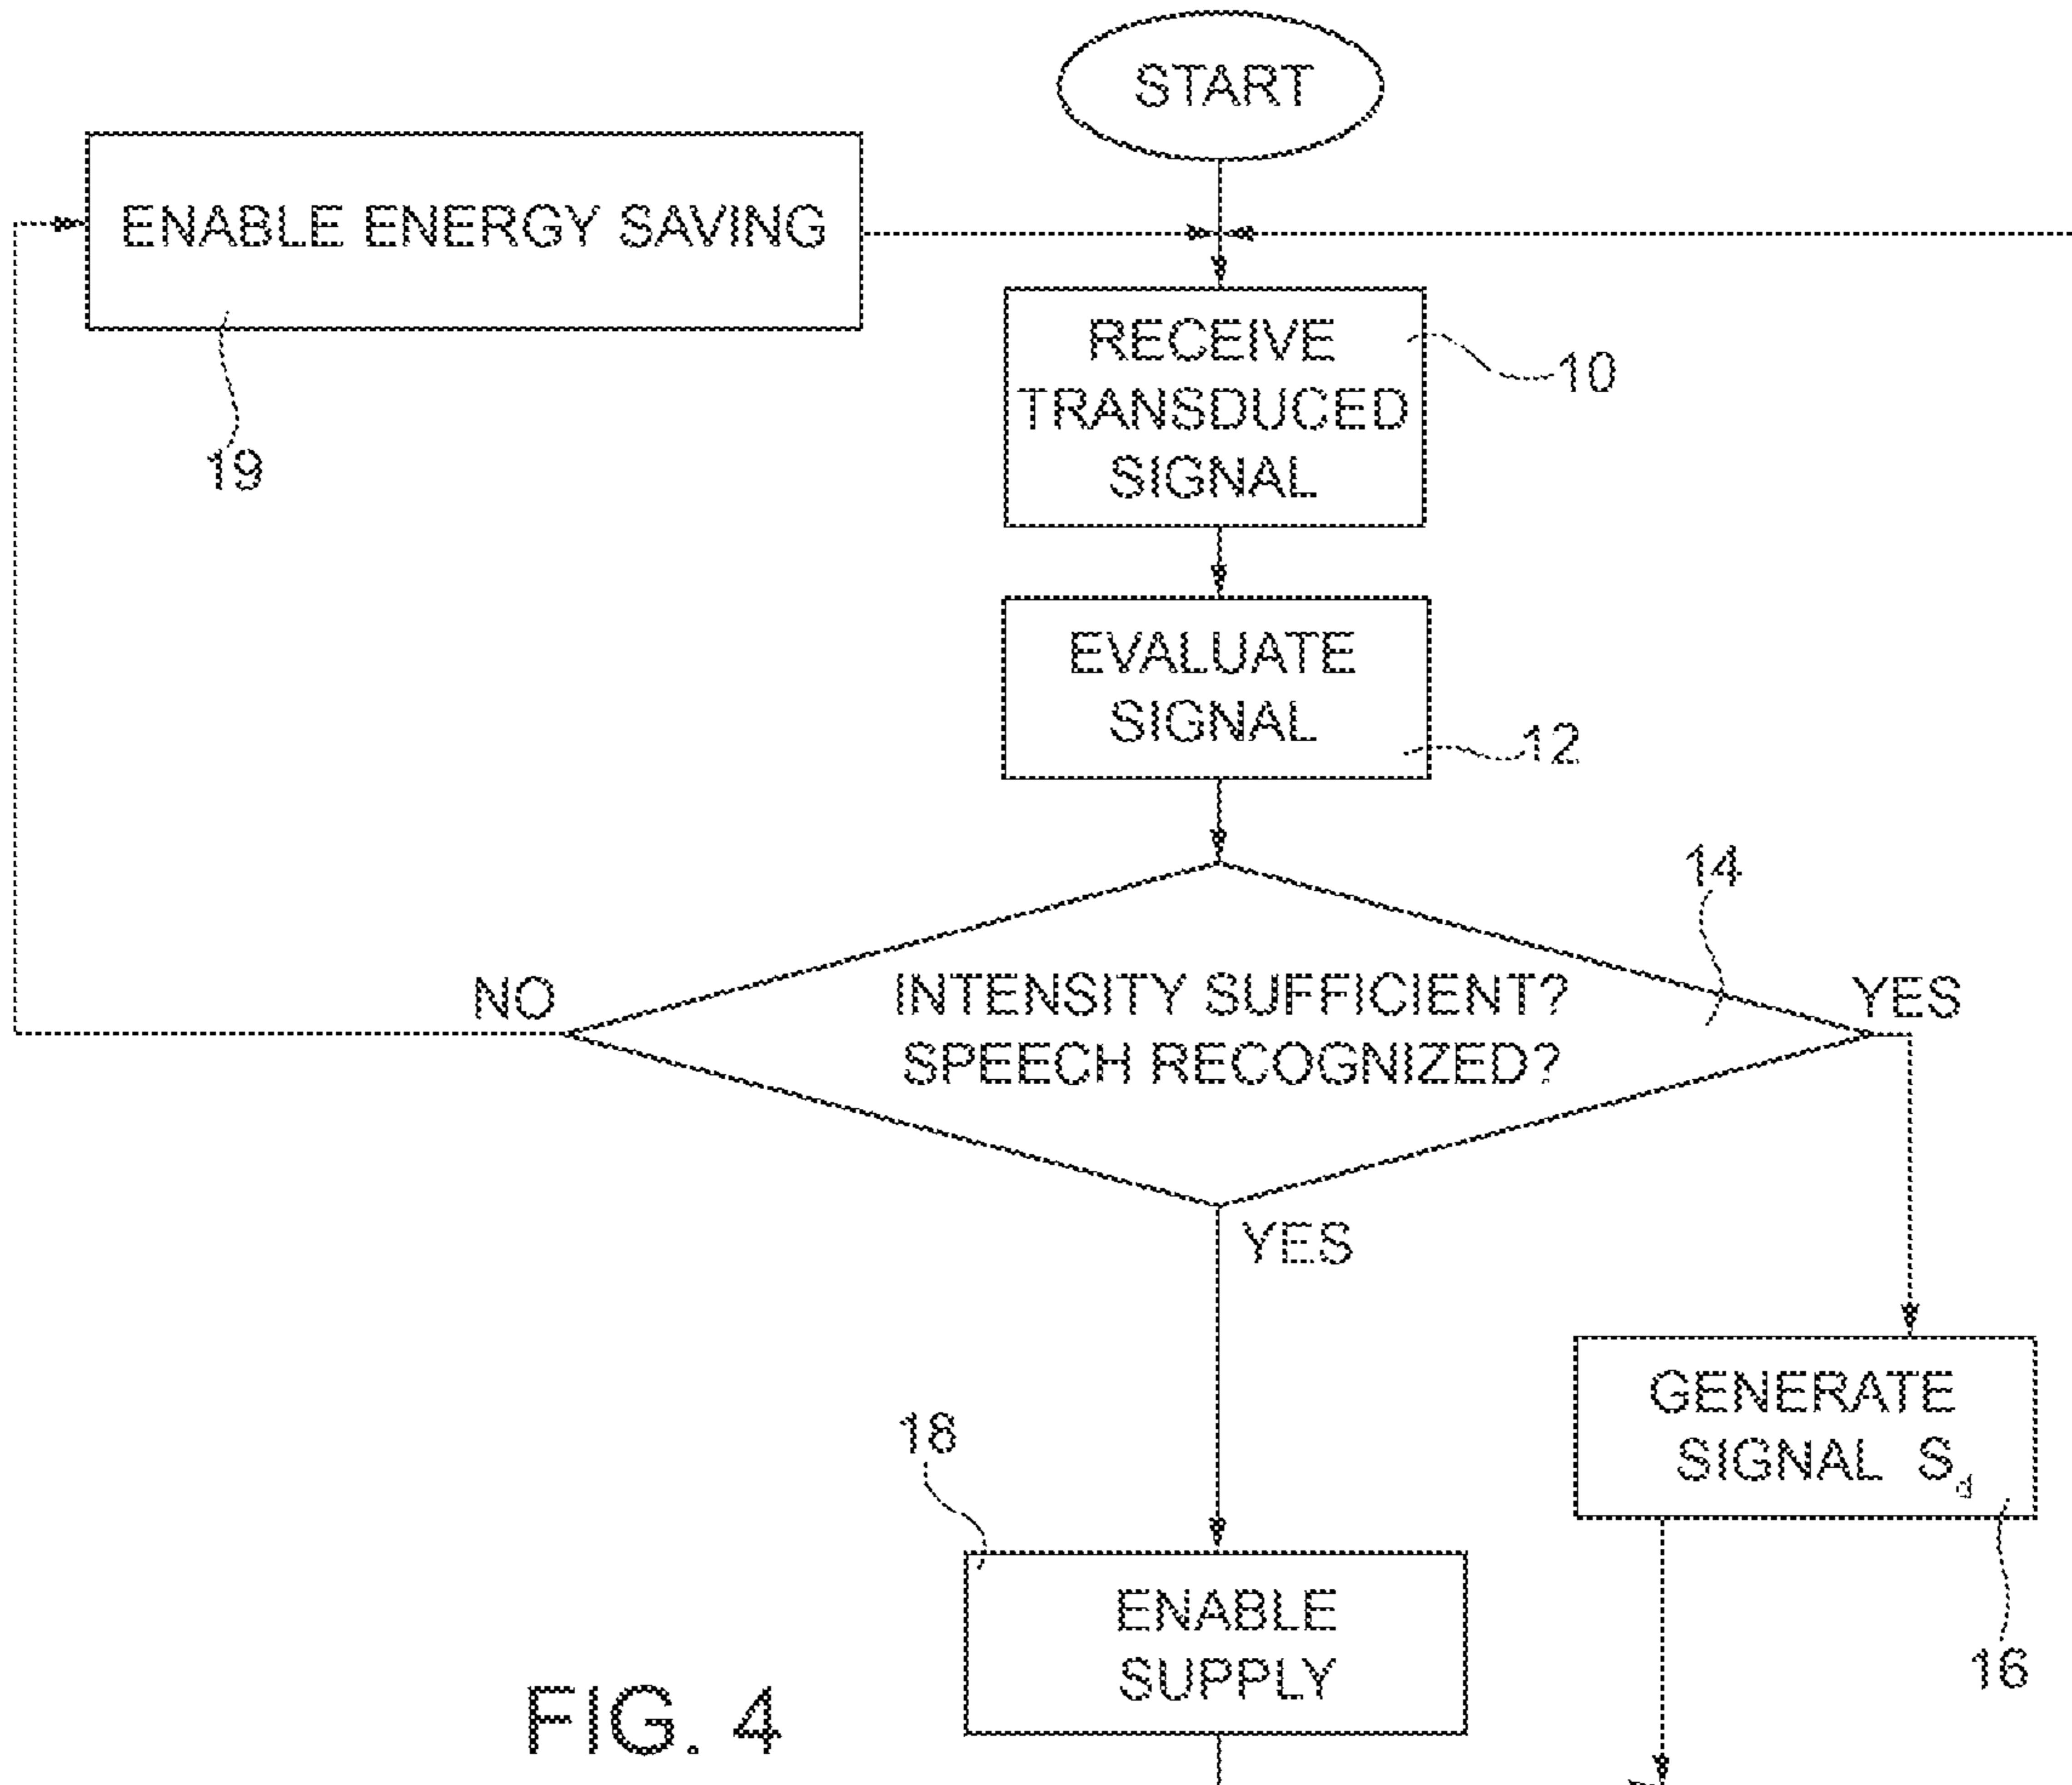 START
ENABLE ENERGY SAVING
19
RECEIVE
TRANSDUCED
SIGNAL
10
EVALUATE
SIGNAL
12
14
NO
INTENSITY SUFFICIENT?
SPEECH RECOGNIZED?
YES
YES
GENERATE
SIGNAL S_d
16
18
ENABLE
SUPPLY
FIG. 4